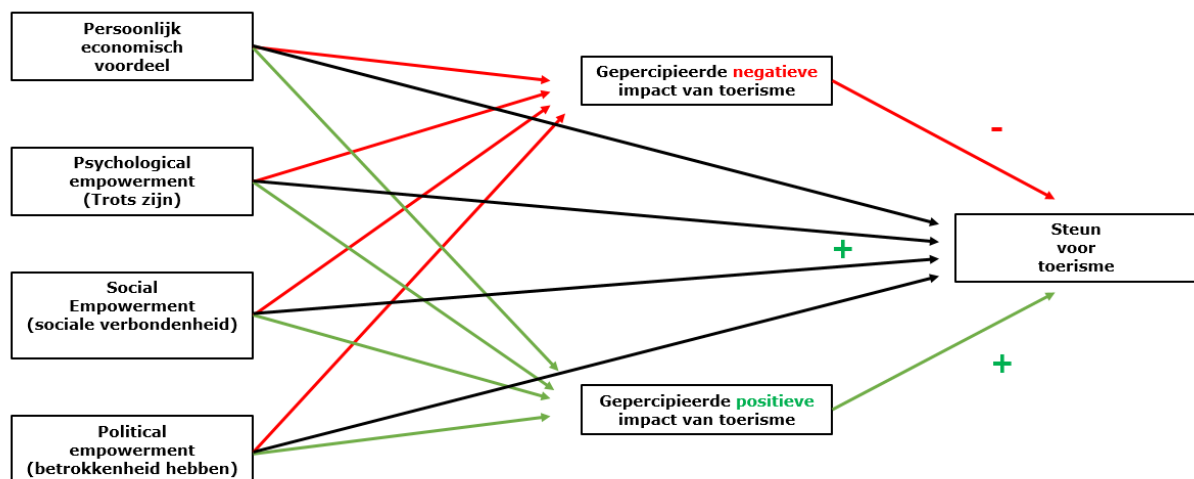 Persoonlijk
economisch
voordeel
Psychological
empowerment
(Trots zijn)
Social
Empowerment
(sociale verbondenheid)
Political
empowerment
(betrokkenheid hebben)
Gepercipieerde negatieve
impact van toerisme
Gepercipieerde positieve
impact van toerisme
-
+
+
Steun
voor
toerisme